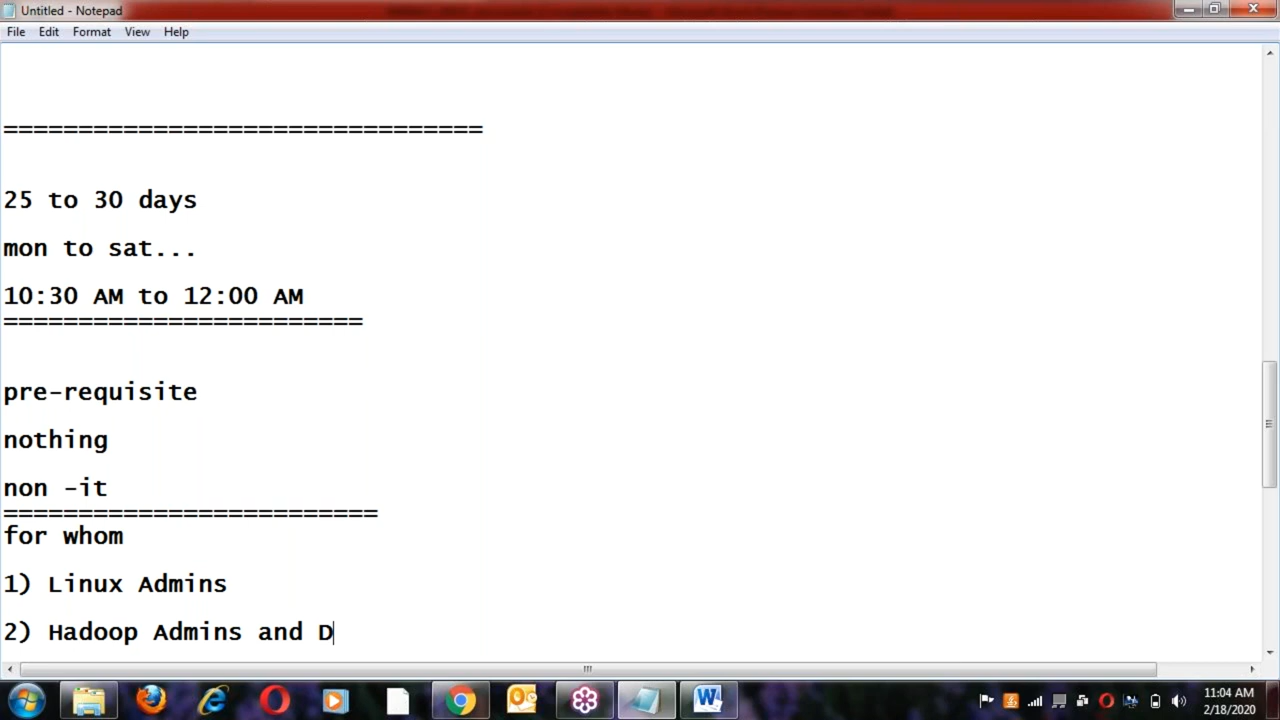 Untitled - Notepad
File Edit Format View Help
================================
25 to 30 days
mon to sat...
10:30 AM to 12:00 AM
========================
pre-requisite
nothing
non -it
=========================
for whom
1) Linux Admins
2) Hadoop Admins and D
11:04 AM
2/18/2020